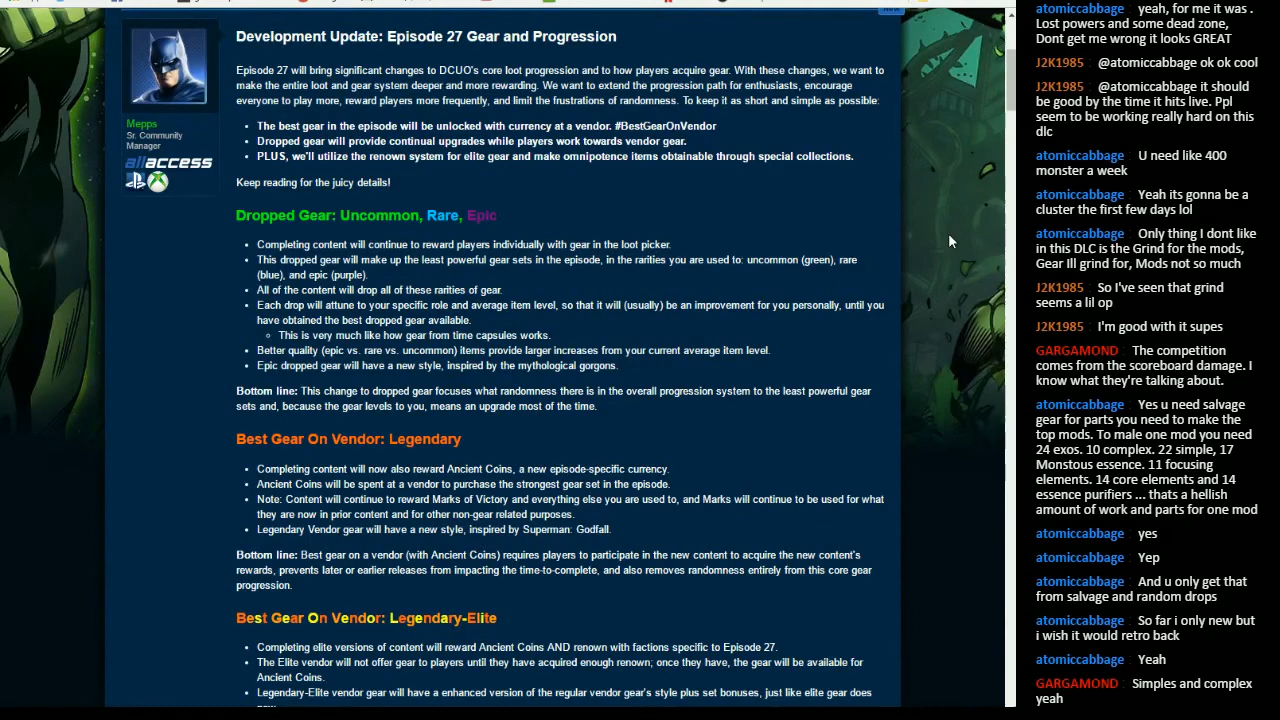 Development Update: Episode 27 Gear and Progression
Mepps
Sr. Community
Manager
allaccess
Episode 27 will bring significant changes to DCUO's core loot progression and to how players acquire gear. With these changes, we want to
make the entire loot and gear system deeper and more rewarding. We want to extend the progression path for enthusiasts, encourage
everyone to play more, reward players more frequently, and limit the frustrations of randomness. To keep it as short and simple as possible:
The best gear in the episode will be unlocked with currency at a vendor. #BestGearOnVendor
Dropped gear will provide continual upgrades while players work towards vendor gear.
PLUS, we'll utilize the renown system for elite gear and make omnipotence items obtainable through special collections.
Keep reading for the juicy details!
Dropped Gear: Uncommon, Rare, Epic
Completing content will continue to reward players individually with gear in the loot picker.
This dropped gear will make up the least powerful gear sets in the episode, in the rarities you are used to: uncommon (green), rare
(blue), and epic (purple).
All of the content will drop all of these rarities of gear.
Each drop will attune to your specific role and average item level, so that it will (usually) be an improvement for you personally, until you
have obtained the best dropped gear available.
This is very much like how gear from time capsules works.
Better quality (epic vs. rare vs. uncommon) items provide larger increases from your current average item level.
Epic dropped gear will have a new style, inspired by the mythological gorgons.
Bottom line: This change to dropped gear focuses what randomness there is in the overall progression system to the least powerful gear
sets and, because the gear levels to you, means an upgrade most of the time.
Best Gear On Vendor: Legendary
Completing content will now also reward Ancient Coins, a new episode-specific currency.
Ancient Coins will be spent at a vendor to purchase the strongest gear set in the episode.
Note: Content will continue to reward Marks of Victory and everything else you are used to, and Marks will continue to be used for what
they are now in prior content and for other non-gear related purposes.
Legendary Vendor gear will have a new style, inspired by Superman: Godfall.
Bottom line: Best gear on a vendor (with Ancient Coins) requires players to participate in the new content to acquire the new content's
rewards, prevents later or earlier releases from impacting the time-to-complete, and also removes randomness entirely from this core gear
progression.
Best Gear On Vendor: Legendary-Elite
Completing elite versions of content will reward Ancient Coins AND renown with factions specific to Episode 27.
The Elite vendor will not offer gear to players until they have acquired enough renown; once they have, the gear will be available for
Ancient Coins.
Legendary-Elite vendor gear will have a enhanced version of the regular vendor gear's style plus set bonuses, just like elite gear does
atomiccabbage : yeah, for me it was .
Lost powers and some dead zone,
Dont get me wrong it looks GREAT
J2K1985 : @atomiccabbage ok ok cool
J2K1985 : @atomiccabbage it should
be good by the time it hits live. Ppl
seem to be working really hard on this
dlc
atomiccabbage : U need like 400
monster a week
atomiccabbage : Yeah its gonna be a
cluster the first few days lol
atomiccabbage : Only thing I dont like
in this DLC is the Grind for the mods,
Gear Ill grind for, Mods not so much
J2K1985 : So I've seen that grind
seems a lil op
J2K1985 : I'm good with it supes
GARGAMOND : The competition
comes from the scoreboard damage. I
know what they're talking about.
atomiccabbage : Yes u need salvage
gear for parts you need to make the
top mods. To male one mod you need
24 exos. 10 complex. 22 simple, 17
Monstous essence. 11 focusing
elements. 14 core elements and 14
essence purifiers ... thats a hellish
amount of work and parts for one mod
atomiccabbage : yes
atomiccabbage : Yep
atomiccabbage : And u only get that
from salvage and random drops
atomiccabbage : So far i only new but
i wish it would retro back
atomiccabbage : Yeah
GARGAMOND : Simples and complex
yeah